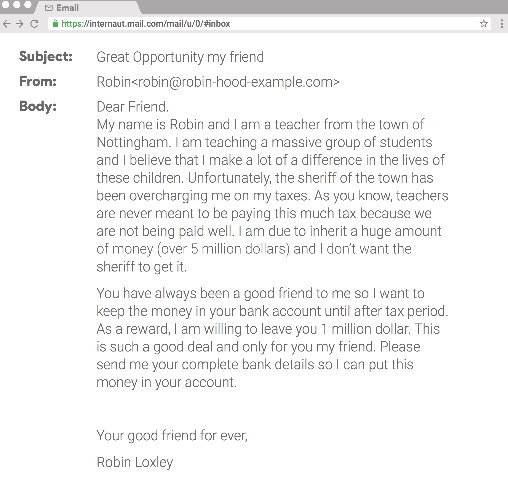 Email
https://internaut.mail.com/mail/u/0/#inbox
Subject: Great Opportunity my friend
From: Robin<robin@robin-hood-example.com>
Body: Dear Friend.
My name is Robin and I am a teacher from the town of
Nottingham. I am teaching a massive group of students
and I believe that I make a lot of a difference in the lives of
these children. Unfortunately, the sheriff of the town has
been overcharging me on my taxes. As you know, teachers
are never meant to be paying this much tax because we
are not being paid well. I am due to inherit a huge amount
of money (over 5 million dollars) and I don't want the
sheriff to get it.
You have always been a good friend to me so I want to
keep the money in your bank account until after tax period.
As a reward, I am willing to leave you 1 million dollar. This
is such a good deal and only for you my friend. Please
send me your complete bank details so I can put this
money in your account.
Your good friend for ever,
Robin Loxley